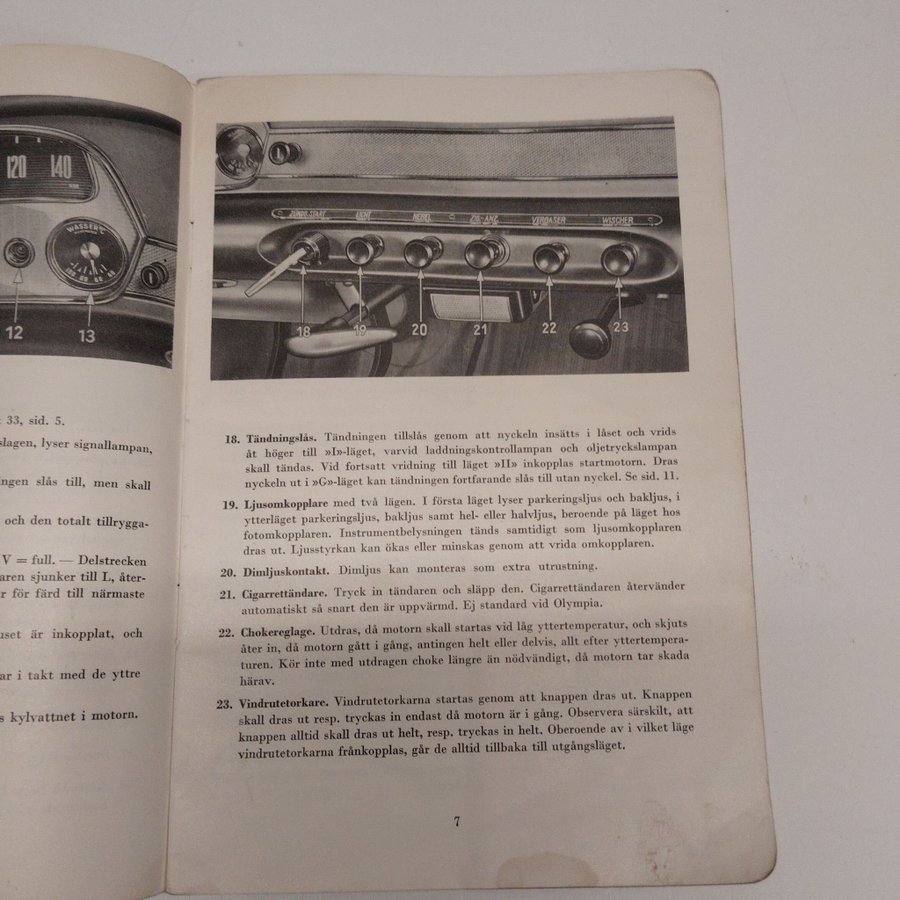 120 140
WASSER°C
12
13
33, sid. 5.
slagen, lyser signallampan,
ngen slås till, men skall
och den totalt tillrygga-
V = full. — Delstrecken
aren sjunker till L, åter-
r för färd till närmaste
uset är inkopplat, och
ar i takt med de yttre
s kylvattnet i motorn.
ZÜNDG.START LICHT NEBEL ZIG-ANZ. VERGASER WISCHER
18 19 20 21 22 23
18. Tändningslås. Tändningen tillslås genom att nyckeln insätts i låset och vrids
åt höger till »I»-läget, varvid laddningskontrollampan och oljetryckslampan
skall tändas. Vid fortsatt vridning till läget »II» inkopplas startmotorn. Dras
nyckeln ut i »G»-läget kan tändningen fortfarande slås till utan nyckel. Se sid. 11.
19. Ljusomkopplare med två lägen. I första läget lyser parkeringsljus och bakljus, i
ytterläget parkeringsljus, bakljus samt hel- eller halvljus, beroende på läget hos
fotomkopplaren. Instrumentbelysningen tänds samtidigt som ljusomkopplaren
dras ut. Ljusstyrkan kan ökas eller minskas genom att vrida omkopplaren.
20. Dimljuskontakt. Dimljus kan monteras som extra utrustning.
21. Cigarrettändare. Tryck in tändaren och släpp den. Cigarrettändaren återvänder
automatiskt så snart den är uppvärmd. Ej standard vid Olympia.
22. Chokereglage. Utdras, då motorn skall startas vid låg yttertemperatur, och skjuts
åter in, då motorn gått i gång, antingen helt eller delvis, allt efter yttertempera-
turen. Kör inte med utdragen choke längre än nödvändigt, då motorn tar skada
härav.
23. Vindrutetorkare. Vindrutetorkarna startas genom att knappen dras ut. Knappen
skall dras ut resp. tryckas in endast då motorn är i gång. Observera särskilt, att
knappen alltid skall dras ut helt, resp. tryckas in helt. Oberoende av i vilket läge
vindrutetorkarna frånkopplas, går de alltid tillbaka till utgångsläget.
7